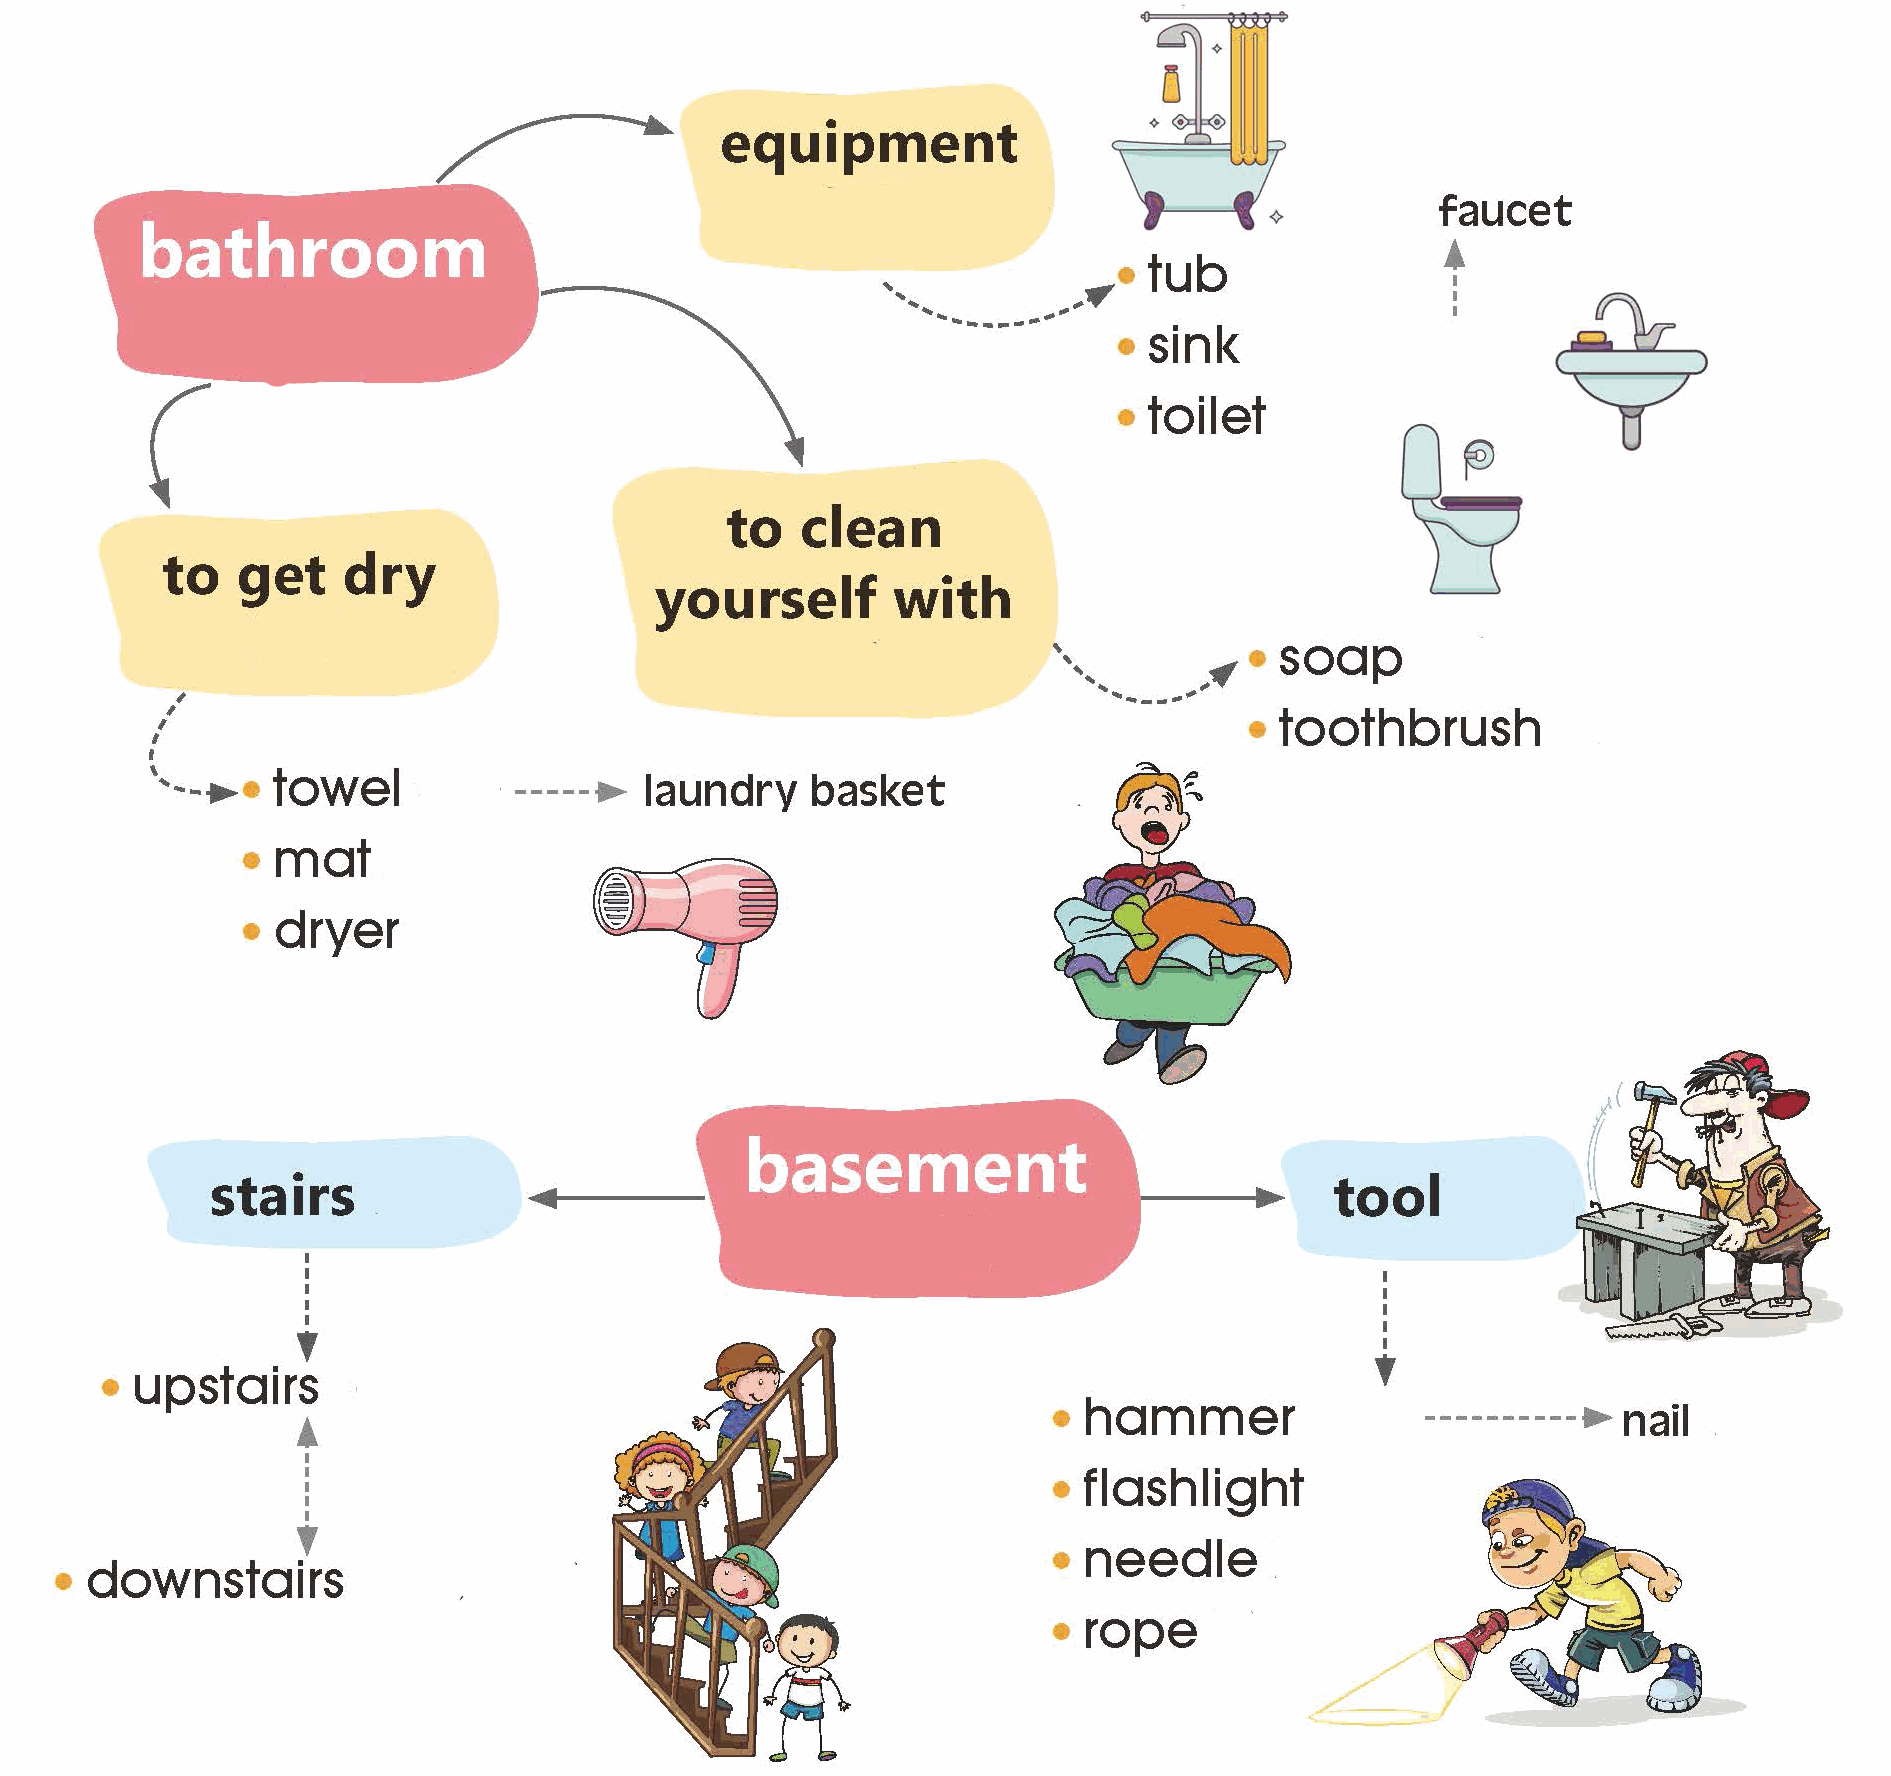 equipment
bathroom
faucet
tub
sink
toilet
to clean
yourself with
to get dry
soap
toothbrush
towel
laundry basket
mat
dryer
basement
stairs
tool
upstairs
downstairs
hammer
nail
flashlight
needle
rope